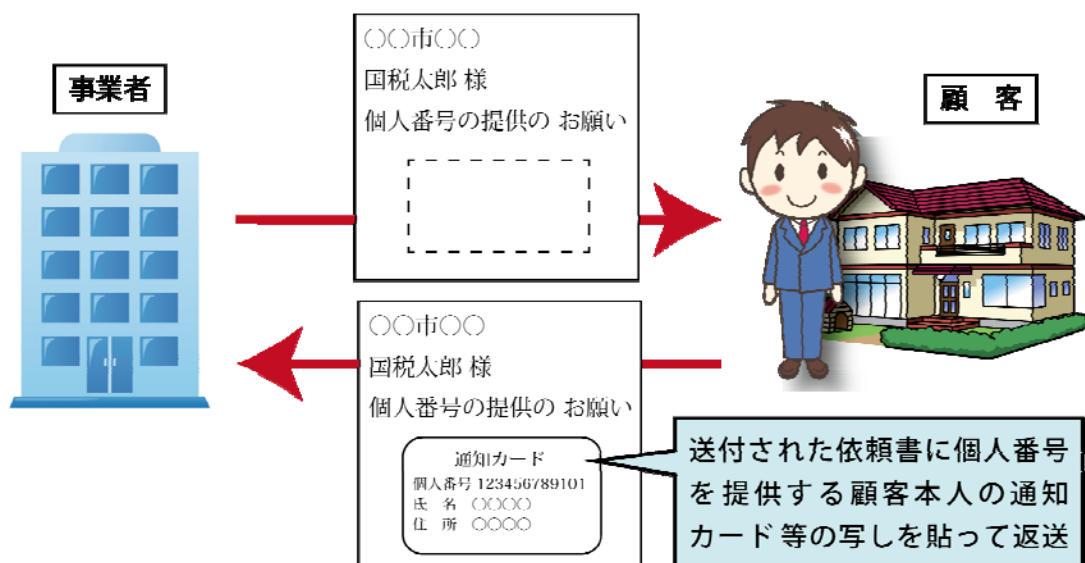 事業者
○○市○○
国税太郎 様
個人番号の提供の お願い
顧 客
○○市○○
国税太郎 様
個人番号の提供の お願い
通知カード
個人番号 123456789101
氏 名 ○○○○
住 所 ○○○○
送付された依頼書に個人番号
を提供する顧客本人の通知
カード等の写しを貼って返送